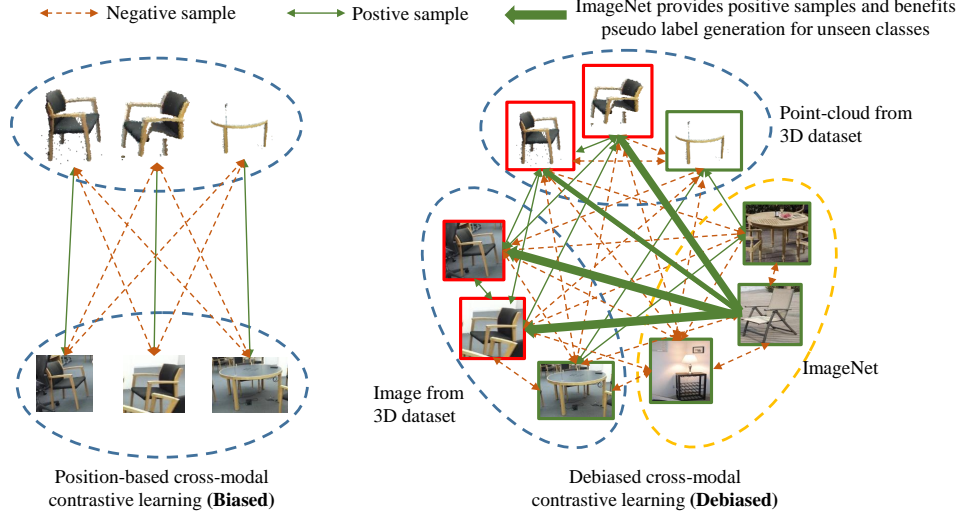 Negative sample
Postive sample
ImageNet provides positive samples and benefits
pseudo label generation for unseen classes
Point-cloud from
3D dataset
Image from
3D dataset
ImageNet
Position-based cross-modal
contrastive learning (Biased)
Debiased cross-modal
contrastive learning (Debiased)